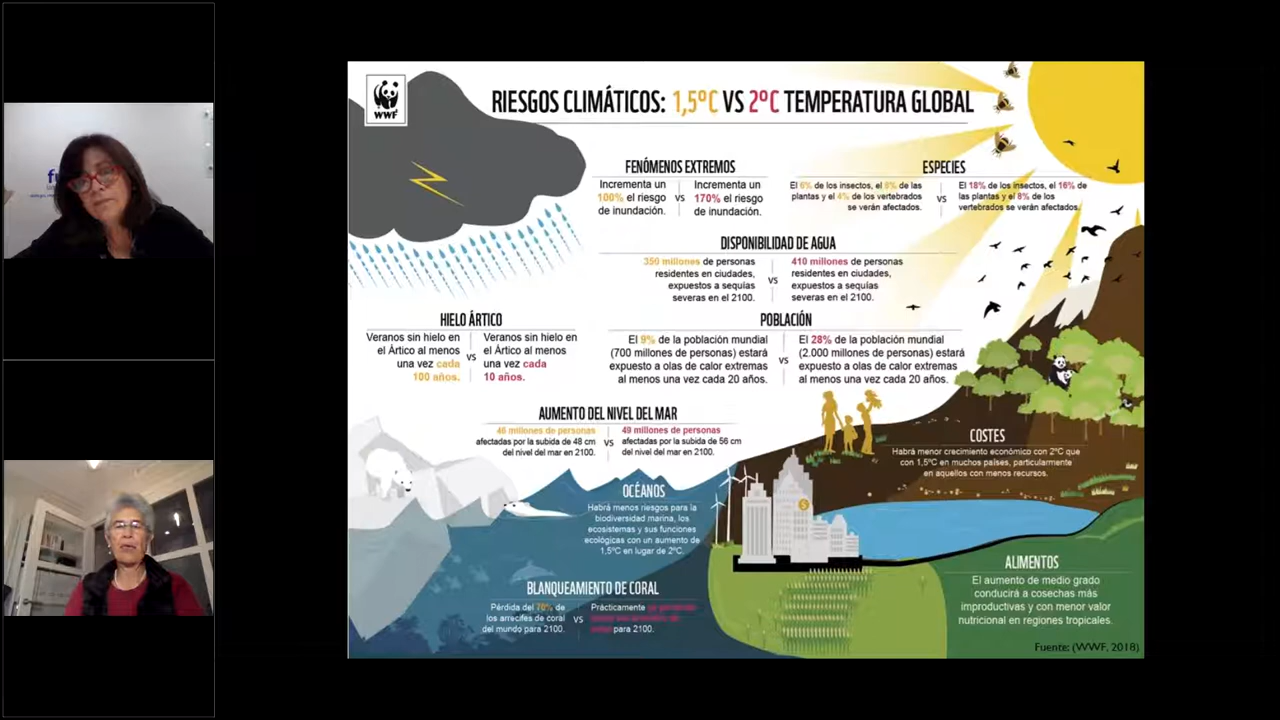 WWF
RIESGOS CLIMÁTICOS: 1,5ºC VS 2ºC TEMPERATURA GLOBAL
FENÓMENOS EXTREMOS
Incrementa un
100% el riesgo
de inundación.
VS
Incrementa un
170% el riesgo
de inundación.
ESPECIES
El 6% de los insectos, el 8% de las
plantas y el 4% de los vertebrados
se verán afectados.
VS
El 18% de los insectos, el 16% de
las plantas y el 8% de los
vertebrados se verán afectados.
DISPONIBILIDAD DE AGUA
350 millones de personas
residentes en ciudades,
expuestos a sequías
severas en el 2100.
VS
410 millones de personas
residentes en ciudades,
expuestos a sequías
severas en el 2100.
HIELO ÁRTICO
Veranos sin hielo en
el Ártico al menos
una vez cada
100 años.
VS
Veranos sin hielo en
el Ártico al menos
una vez cada
10 años.
POBLACIÓN
El 9% de la población mundial
(700 millones de personas) estará
expuesto a olas de calor extremas
al menos una vez cada 20 años.
VS
El 28% de la población mundial
(2.000 millones de personas) estará
expuesto a olas de calor extremas
al menos una vez cada 20 años.
AUMENTO DEL NIVEL DEL MAR
46 millones de personas
afectadas por la subida de 48 cm
del nivel del mar en 2100.
VS
49 millones de personas
afectadas por la subida de 56 cm
del nivel del mar en 2100.
COSTES
Habrá menor crecimiento económico con 2ºC que
con 1,5ºC en muchos países, particularmente
en aquellos con menos recursos.
OCÉANOS
Habrá menos riesgos para la
biodiversidad marina, los
ecosistemas y sus funciones
ecológicas con un aumento de
1,5ºC en lugar de 2ºC.
$
ALIMENTOS
El aumento de medio grado
conducirá a cosechas más
improductivas y con menor valor
nutricional en regiones tropicales.
BLANQUEAMIENTO DE CORAL
Pérdida del 70% de
los arrecifes de coral
del mundo para 2100.
VS
Prácticamente
para 2100.
Fuente: (WWF, 2018)